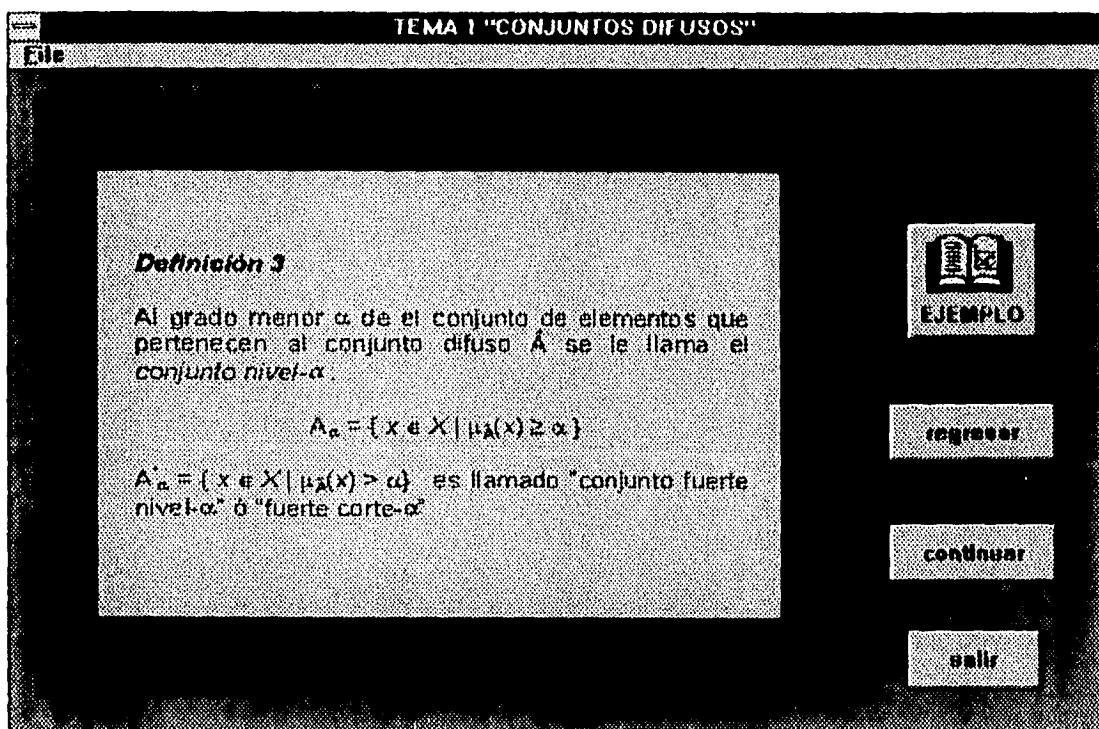 TEMA 1 "CONJUNTOS DIFUSOS"
File
Definición 3
Al grado menor α de el conjunto de elementos que
pertenecen al conjunto difuso Ã se le llama el
conjunto nivel-α.
A_α = { x ∈ X | μ_Ã(x) ≥ α }
A'_α = { x ∈ X | μ_Ã(x) > α} es llamado "conjunto fuerte
nivel-α" ó "fuerte corte-α"
EJEMPLO
regresar
continuar
salir